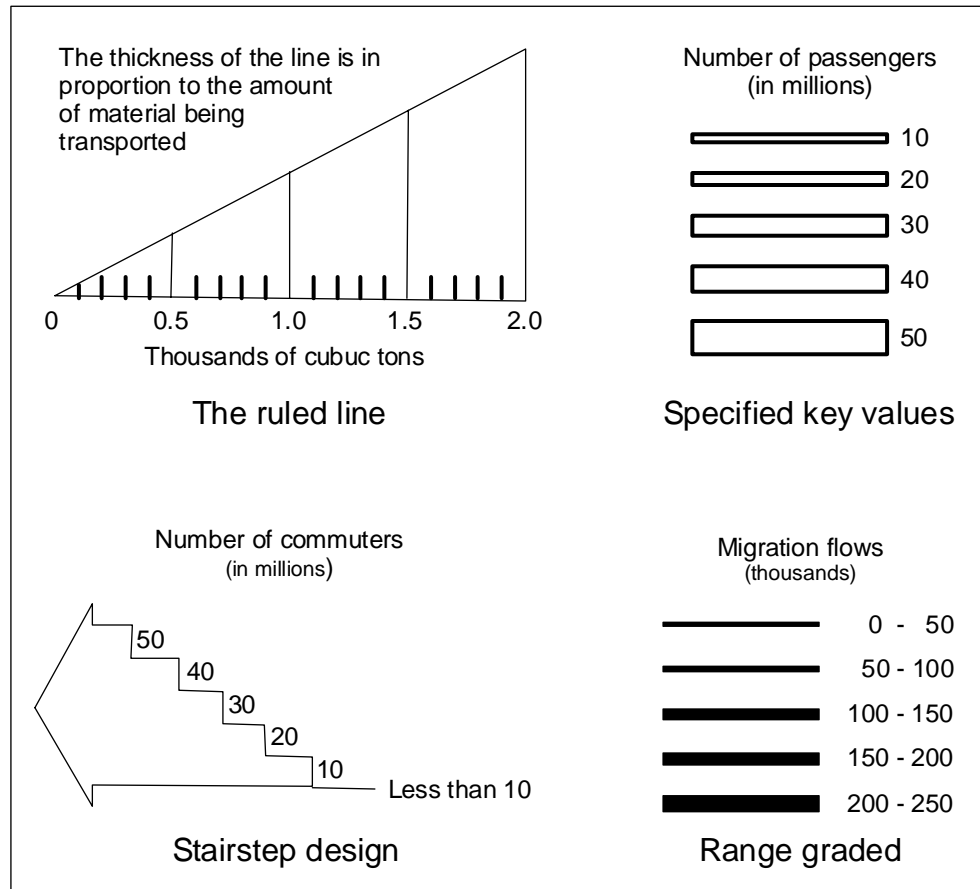 The thickness of the line is in
proportion to the amount
of material being
transported
0 0.5 1.0 1.5 2.0
Thousands of cubuc tons
The ruled line
Number of passengers
(in millions)
10
20
30
40
50
Specified key values
Number of commuters
(in millions)
50
40
30
20
10
Less than 10
Stairstep design
Migration flows
(thousands)
0 - 50
50 - 100
100 - 150
150 - 200
200 - 250
Range graded